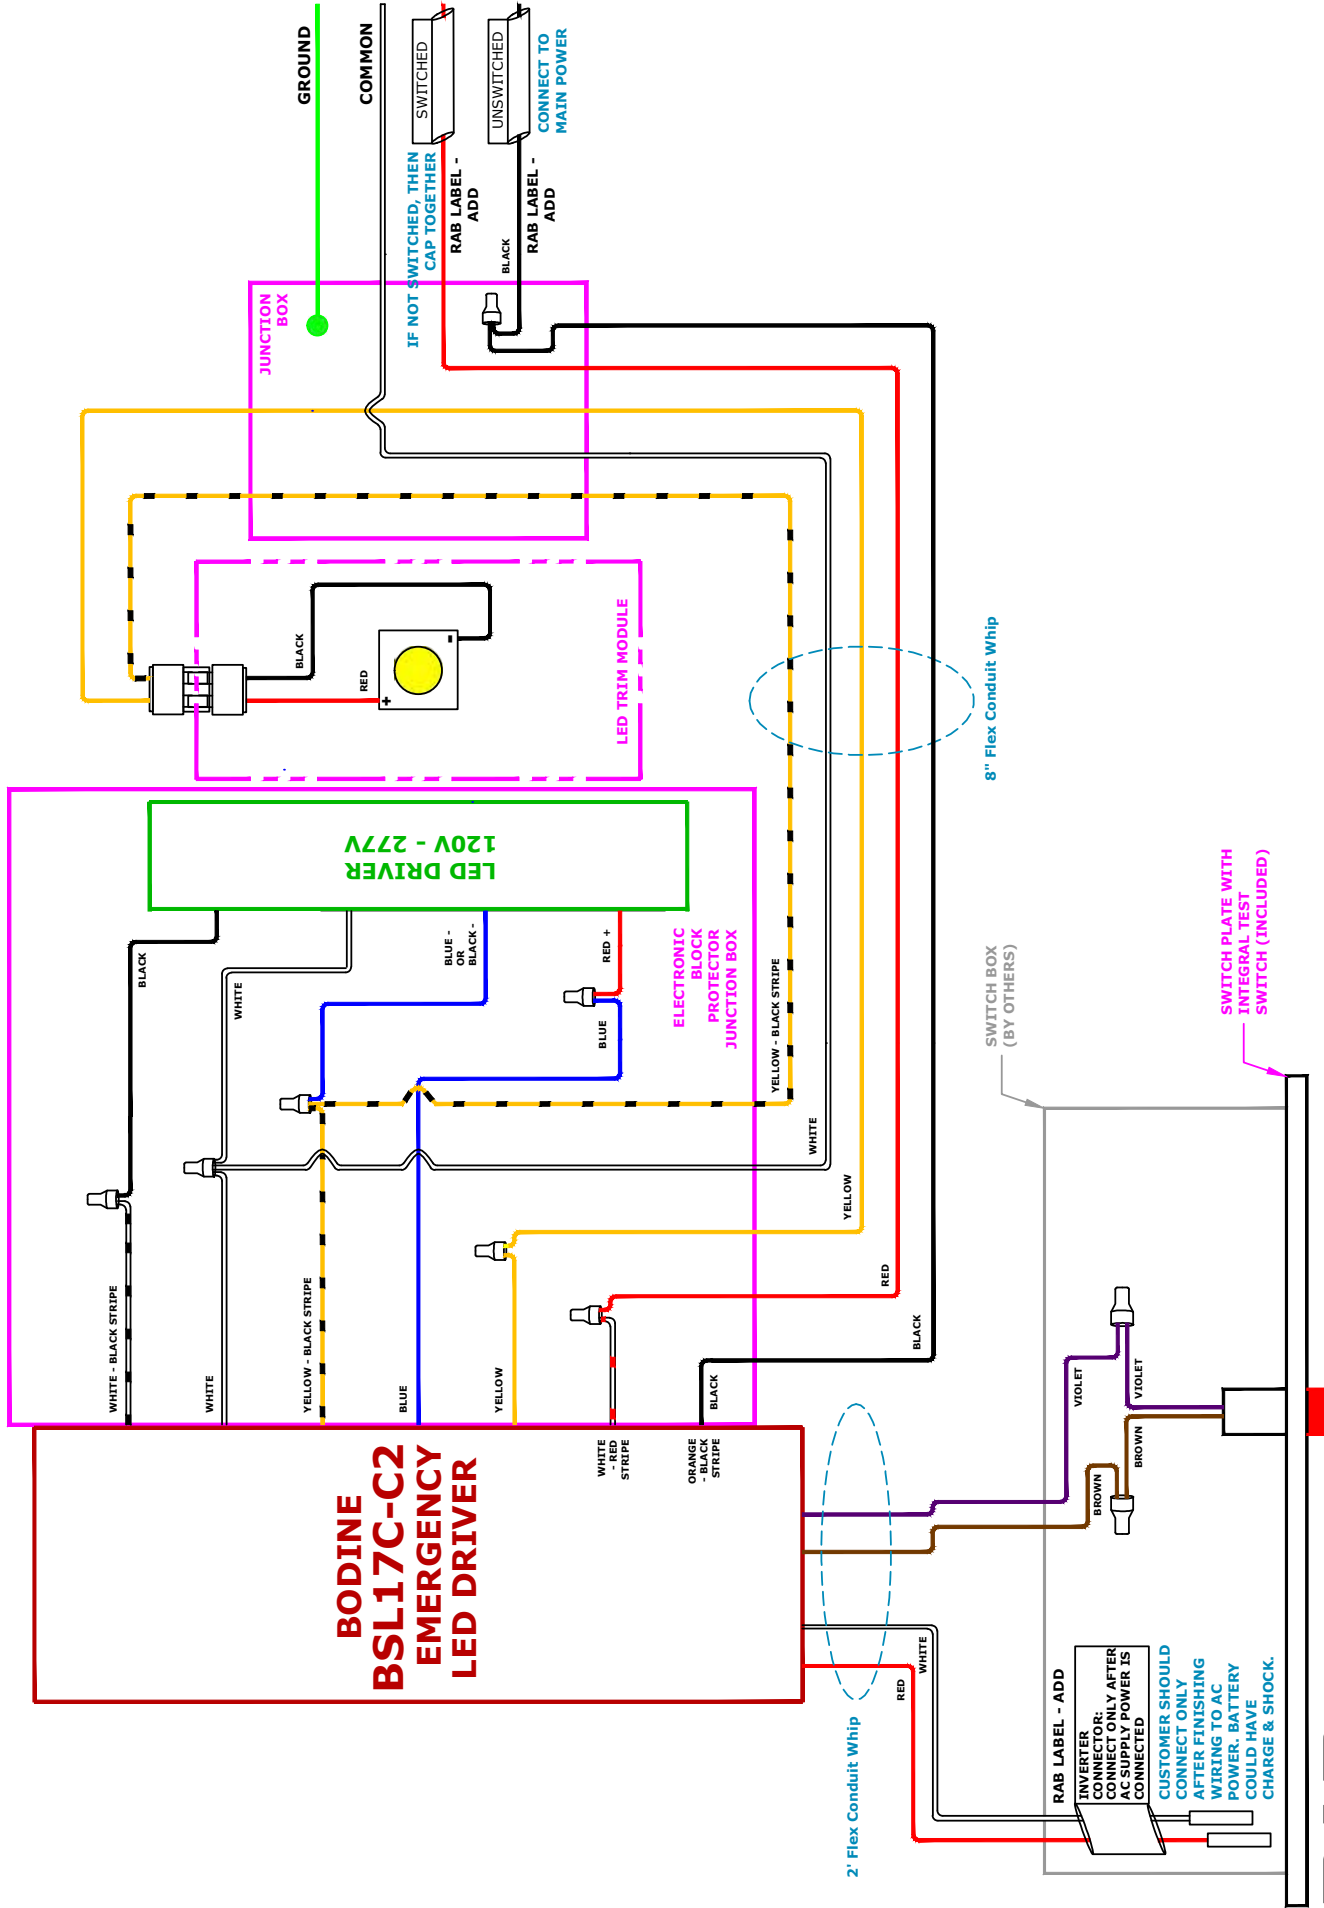 GROUND
COMMON
SWITCHED
UNSWITCHED
CONNECT TO
MAIN POWER
IF NOT SWITCHED, THEN
CAP TOGETHER
RAB LABEL -
ADD
RAB LABEL -
ADD
BLACK
JUNCTION
BOX
BLACK
RED
+
-
LED TRIM MODULE
8" Flex Conduit Whip
LED DRIVER
120V - 277V
BLACK
WHITE
BLUE -
OR
BLACK -
RED +
BLUE
ELECTRONIC
BLOCK
PROTECTOR
JUNCTION BOX
YELLOW - BLACK STRIPE
WHITE
YELLOW
RED
BLACK
WHITE - BLACK STRIPE
WHITE
YELLOW - BLACK STRIPE
BLUE
YELLOW
WHITE
- RED
STRIPE
BLACK
ORANGE
- BLACK
STRIPE
BODINE
BSL17C-C2
EMERGENCY
LED DRIVER
SWITCH BOX
(BY OTHERS)
SWITCH PLATE WITH
INTEGRAL TEST
SWITCH (INCLUDED)
VIOLET
VIOLET
BROWN
BROWN
WHITE
RED
2' Flex Conduit Whip
RAB LABEL - ADD
INVERTER
CONNECTOR:
CONNECT ONLY AFTER
AC SUPPLY POWER IS
CONNECTED
CUSTOMER SHOULD
CONNECT ONLY
AFTER FINISHING
WIRING TO AC
POWER. BATTERY
COULD HAVE
CHARGE & SHOCK.